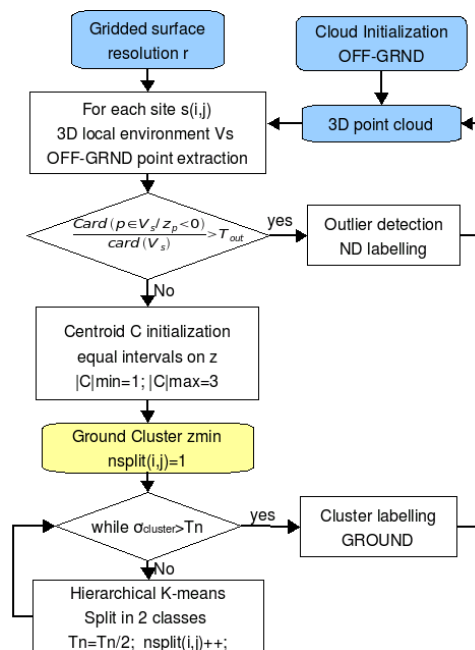 Gridded surface
resolution r
Cloud Initialization
OFF-GRND
For each site s(i,j)
3D local environment Vs
OFF-GRND point extraction
3D point cloud
Card(p∈Vs/zp<0)
card(Vs)
>Tout
yes
Outlier detection
ND labelling
No
Centroid C initialization
equal intervals on z
|C|min=1; |C|max=3
Ground Cluster zmin
nsplit(i,j)=1
while σcluster>Tn
yes
Cluster labelling
GROUND
No
Hierarchical K-means
Split in 2 classes
Tn=Tn/2; nsplit(i,j)++;